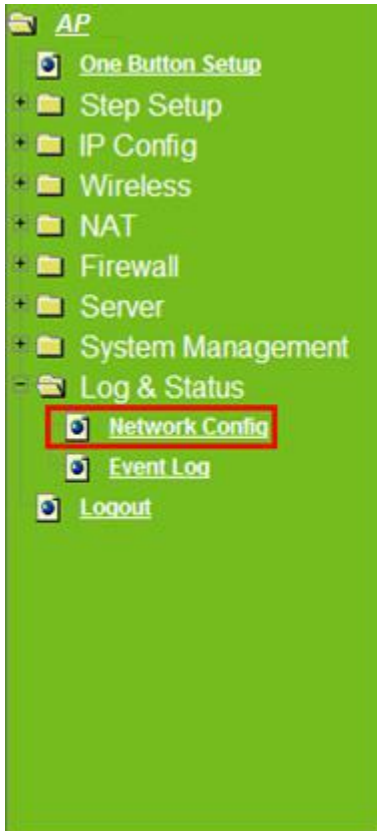 AP
One Button Setup
Step Setup
IP Config
Wireless
NAT
Firewall
Server
System Management
Log & Status
Network Config
Event Log
Logout